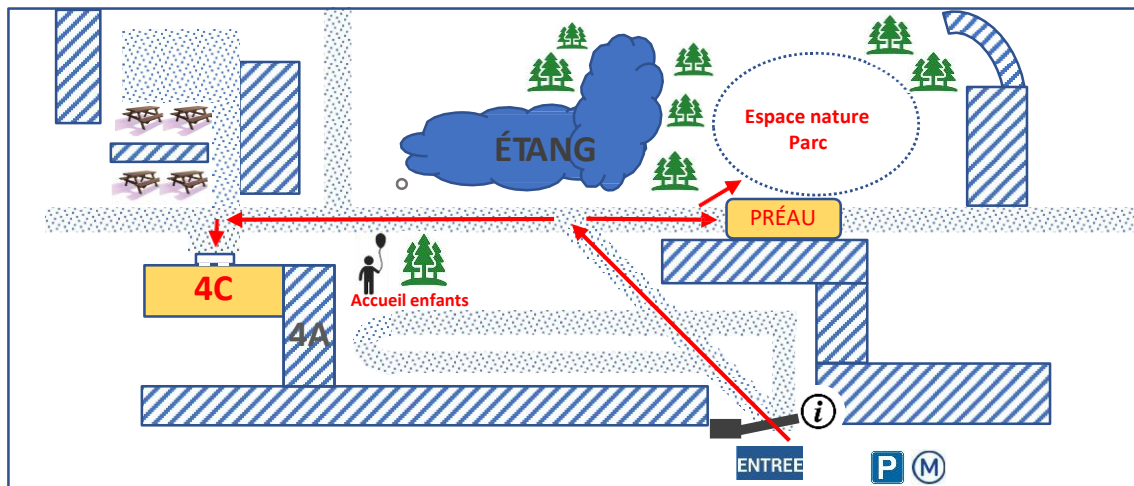 Espace nature
Parc
ÉTANG
PRÉAU
4C
Accueil enfants
4A
i
ENTREE
P
M